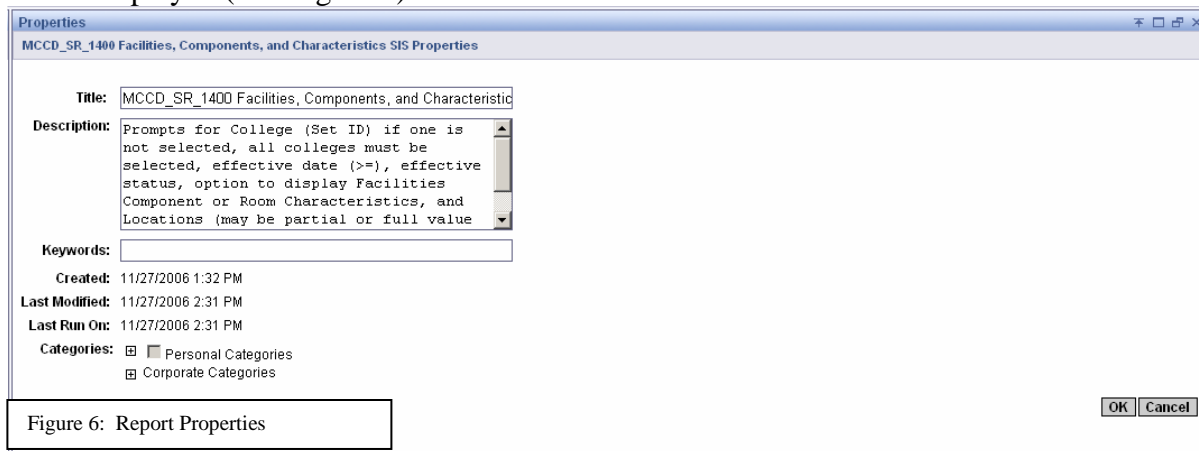 Properties
MCCD_SR_1400 Facilities, Components, and Characteristics SIS Properties
Title: MCCD_SR_1400 Facilities, Components, and Characteristic
Description: Prompts for College (Set ID) if one is
not selected, all colleges must be
selected, effective date (>=), effective
status, option to display Facilities
Component or Room Characteristics, and
Locations (may be partial or full value
Keywords:
Created: 11/27/2006 1:32 PM
Last Modified: 11/27/2006 2:31 PM
Last Run On: 11/27/2006 2:31 PM
Categories: Personal Categories
Corporate Categories
OK Cancel
Figure 6: Report Properties